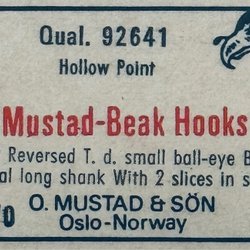 Qual. 92641
Hollow Point
Mustad-Beak Hooks
Reversed T. d. small ball-eye B
al long shank With 2 slices in s
O. MUSTAD & SÖN
Oslo-Norway